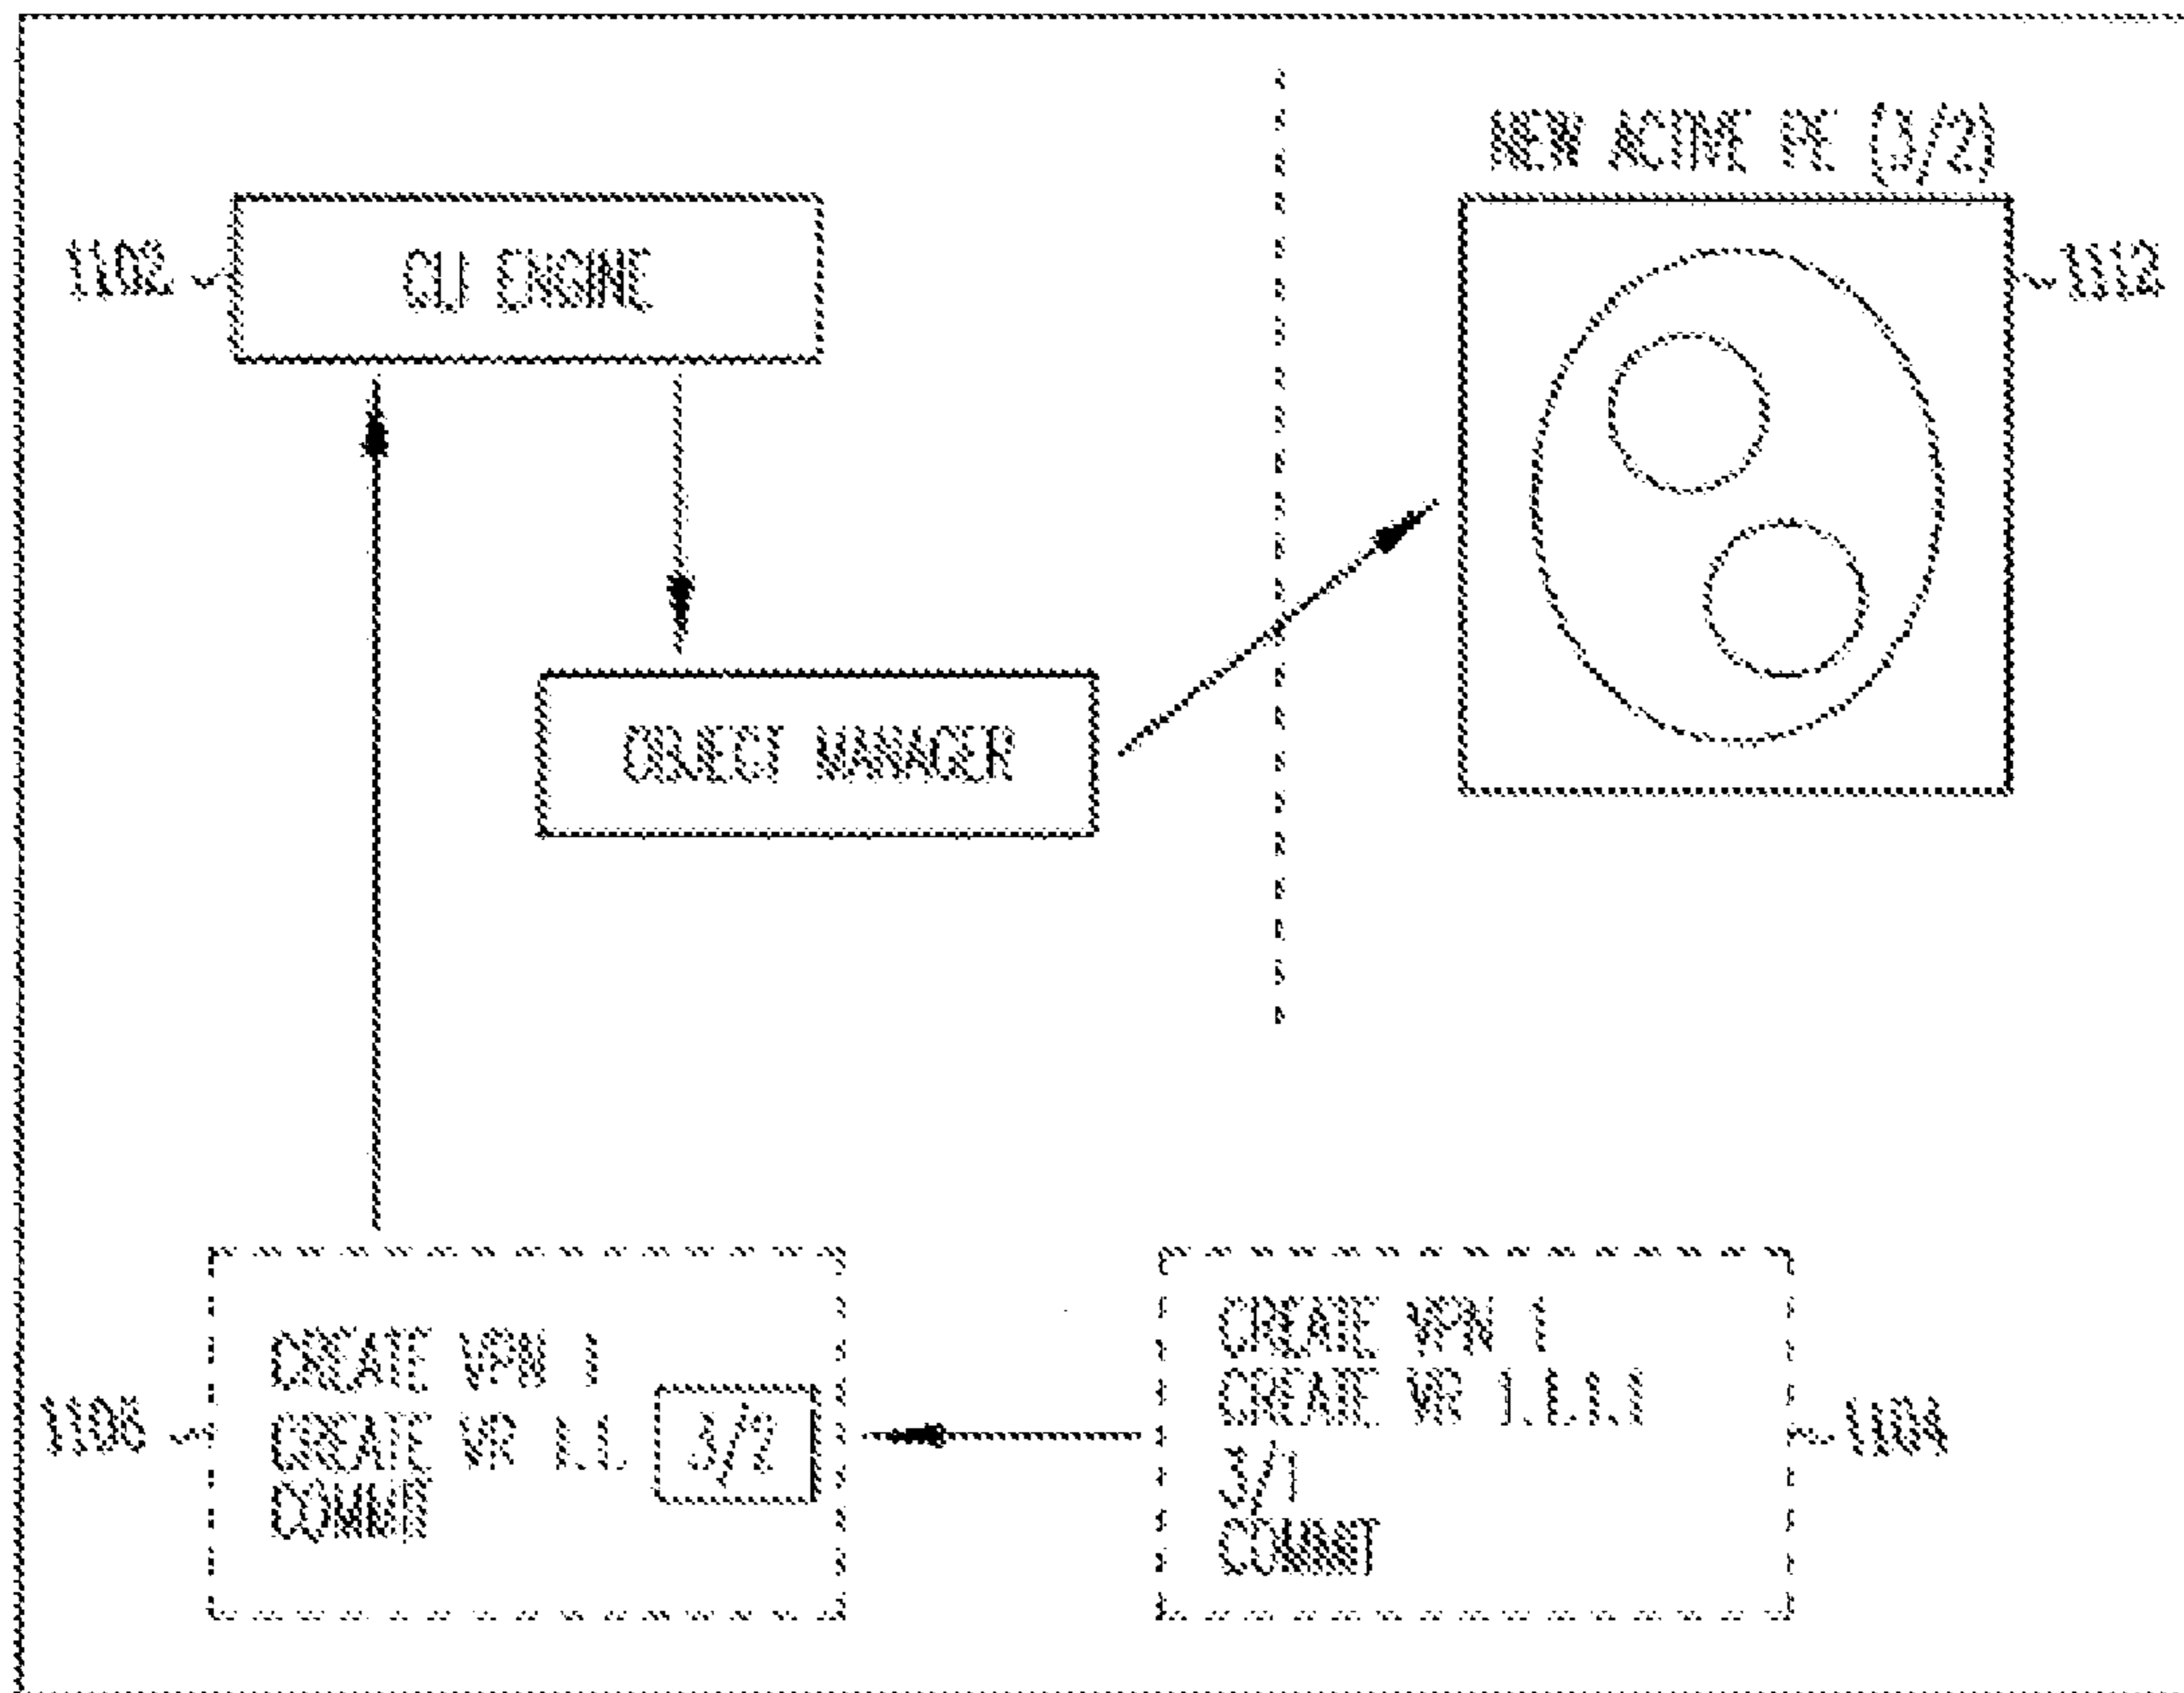 NEW ACTIVE PE (3/2)
1102
CLI ENGINE
1112
OBJECT MANAGER
CREATE VPN 1
CREATE VR 1.1.
3/2
COMMIT
CREATE VPN 1
CREATE VR 1.1.1.1
3/1
COMMIT
1104